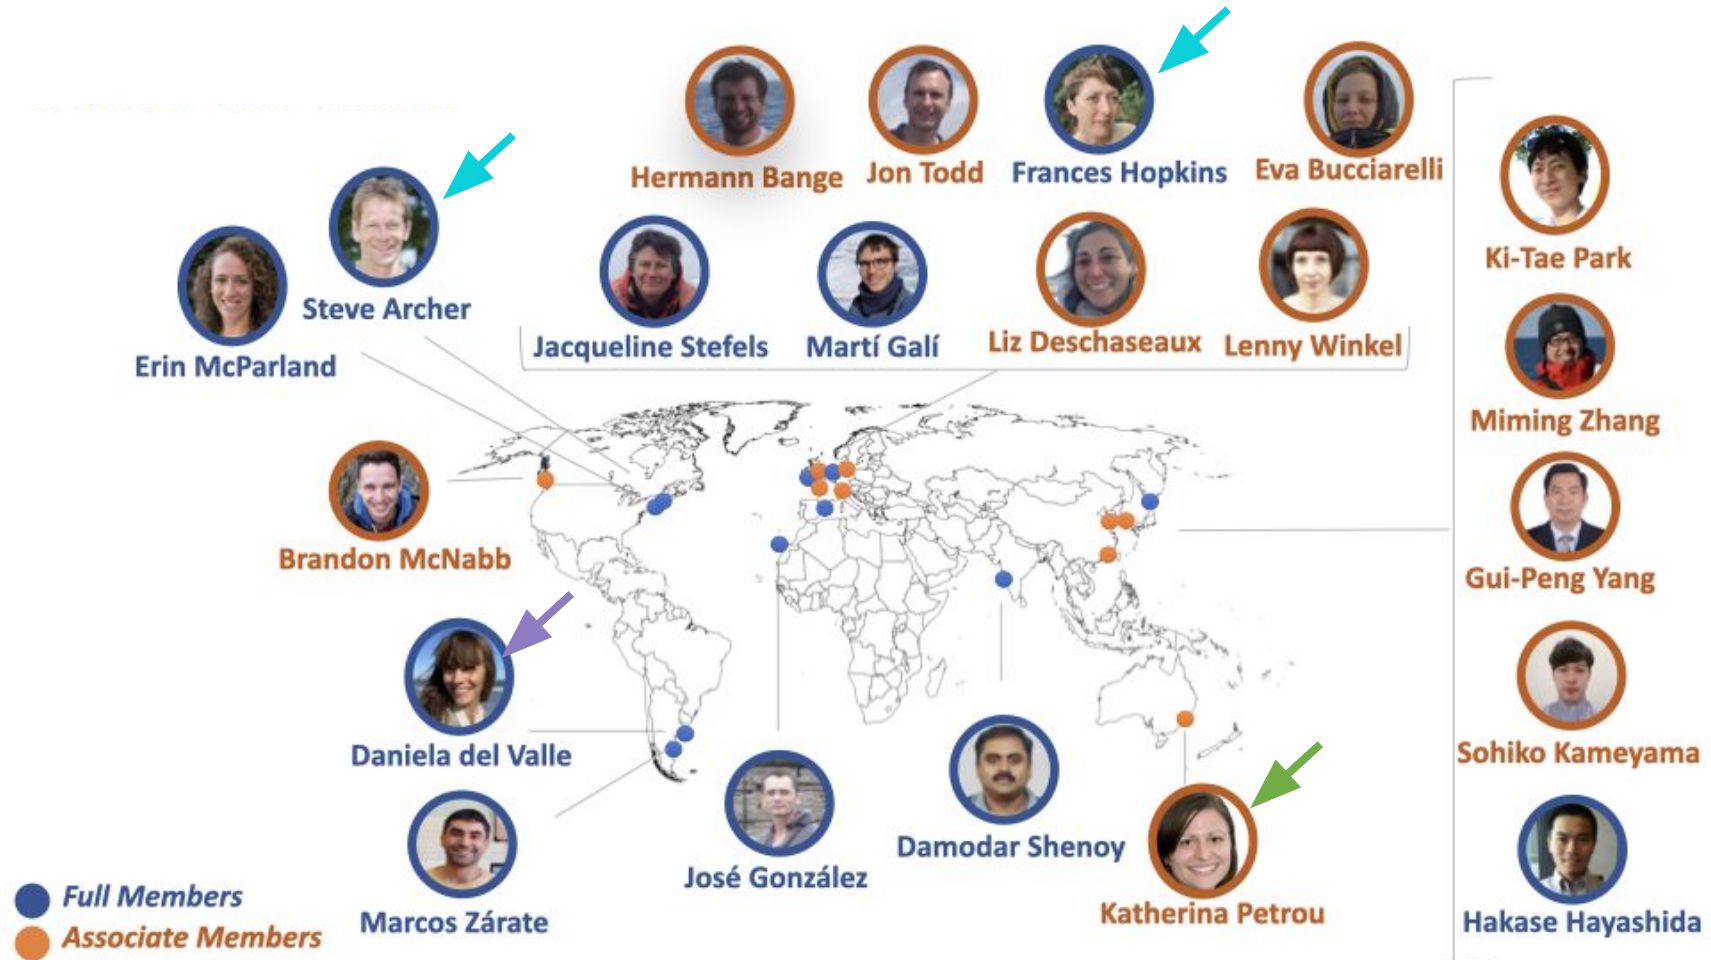 Hermann Bange
Jon Todd
Frances Hopkins
Eva Bucciarelli
Ki-Tae Park
Steve Archer
Erin McParland
Jacqueline Stefels
Martí Galí
Liz Deschaseaux
Lenny Winkel
Miming Zhang
Brandon McNabb
Gui-Peng Yang
Daniela del Valle
Sohiko Kameyama
José González
Damodar Shenoy
Marcos Zárate
Katherina Petrou
Hakase Hayashida
Full Members
Associate Members